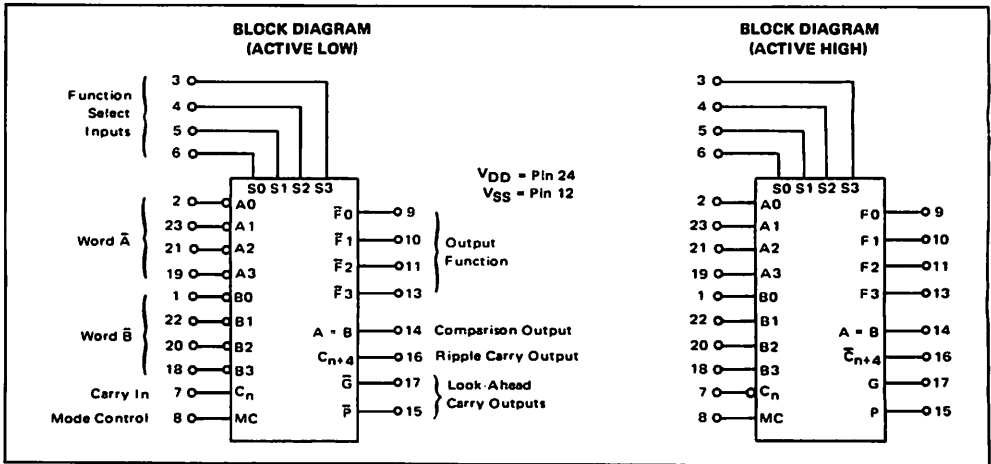 BLOCK DIAGRAM
(ACTIVE LOW)
Function
Select
Inputs
3
4
5
6
S0 S1 S2 S3
VDD = Pin 24
VSS = Pin 12
Word Ā
2 A0
23 A1
21 A2
19 A3
Word B̄
1 B0
22 B1
20 B2
18 B3
Carry In 7 Cn
Mode Control 8 MC
F̄0 9
F̄1 10
F̄2 11
F̄3 13
Output
Function
A = B 14 Comparison Output
Cn+4 16 Ripple Carry Output
Ḡ 17
P̄ 15
Look-Ahead
Carry Outputs
BLOCK DIAGRAM
(ACTIVE HIGH)
3
4
5
6
S0 S1 S2 S3
2 A0
23 A1
21 A2
19 A3
1 B0
22 B1
20 B2
18 B3
7 Cn
8 MC
F0 9
F1 10
F2 11
F3 13
A = B 14
C̄n+4 16
G 17
P 15